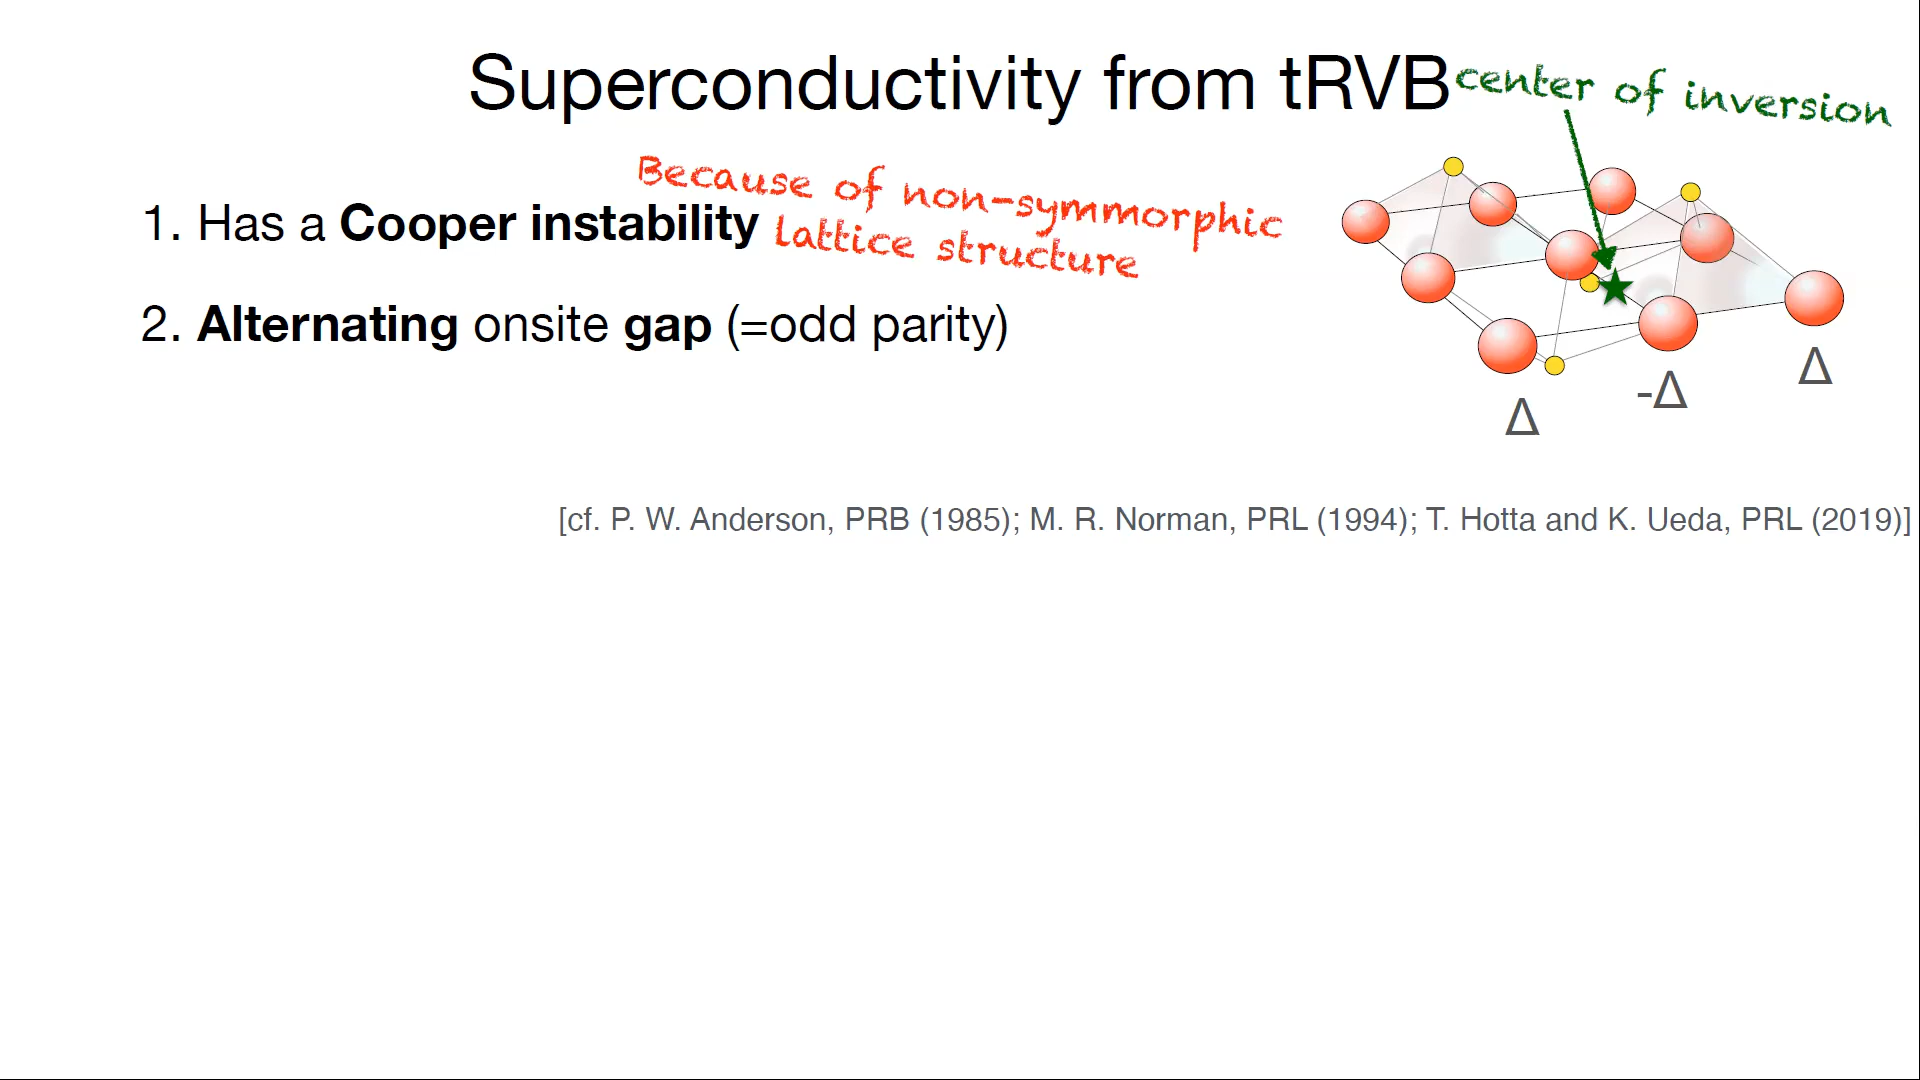 Superconductivity from tRVB
center of inversion
Because of non-symmorphic
lattice structure
1. Has a Cooper instability
2. Alternating onsite gap (=odd parity)
Δ
-Δ
Δ
[cf. P. W. Anderson, PRB (1985); M. R. Norman, PRL (1994); T. Hotta and K. Ueda, PRL (2019)]